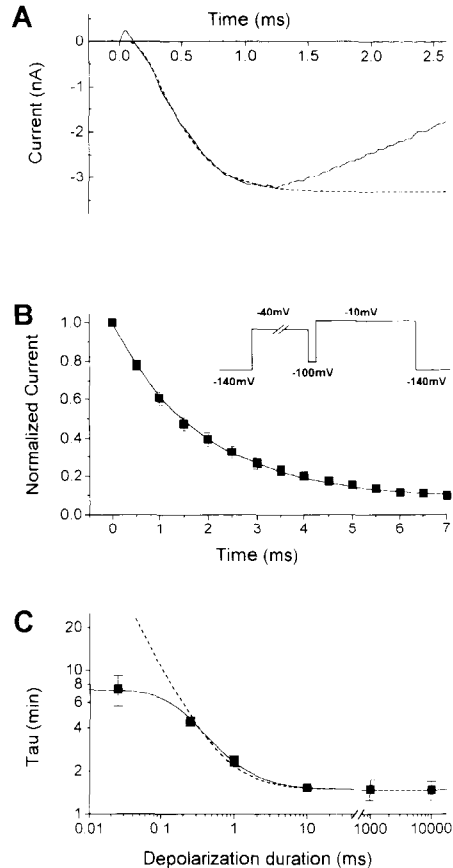 A
Time (ms)
0.0 0.5 1.0 1.5 2.0 2.5
0
-1
-2
-3
Current (nA)
B
-40mV
-10mV
-140mV
-100mV
-140mV
1.0
0.8
0.6
0.4
0.2
0.0
Normalized Current
0 1 2 3 4 5 6 7
Time (ms)
C
20
10
8
6
4
2
1
Tau (min)
0.01 0.1 1 10 1000 10000
Depolarization duration (ms)